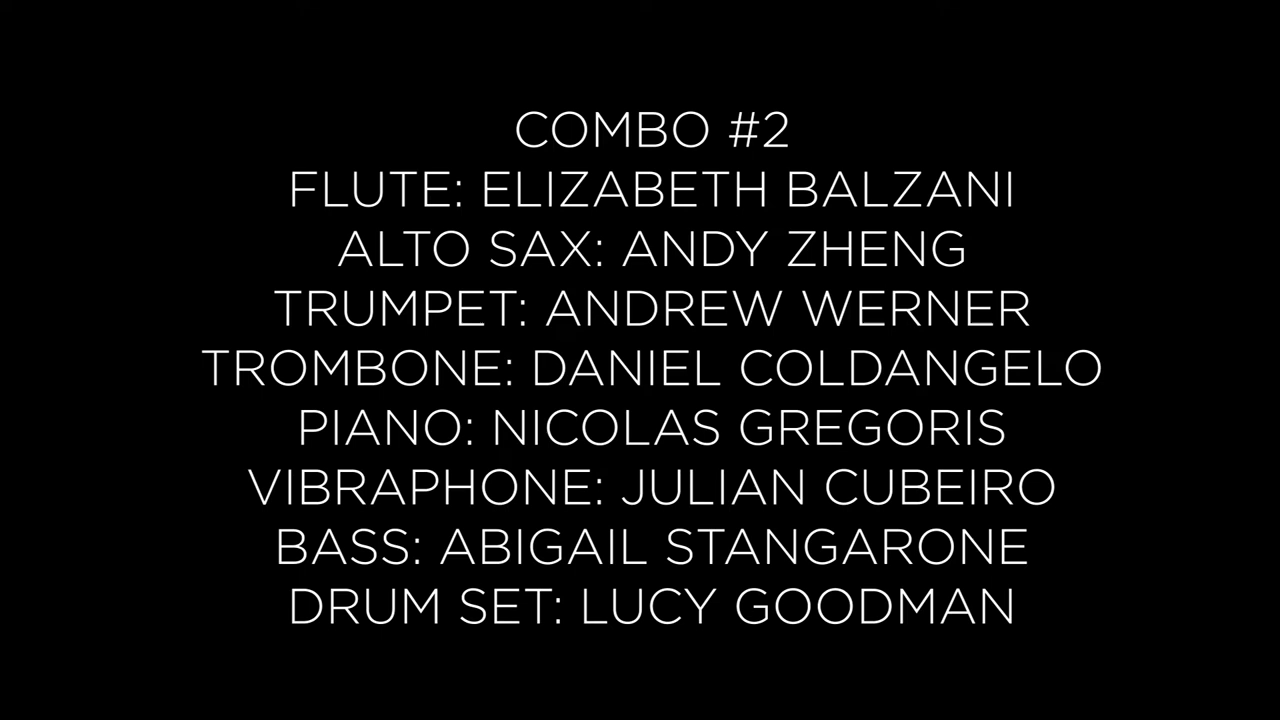 COMBO #2
FLUTE: ELIZABETH BALZANI
ALTO SAX: ANDY ZHENG
TRUMPET: ANDREW WERNER
TROMBONE: DANIEL COLDANGELO
PIANO: NICOLAS GREGORIS
VIBRAPHONE: JULIAN CUBEIRO
BASS: ABIGAIL STANGARONE
DRUM SET: LUCY GOODMAN